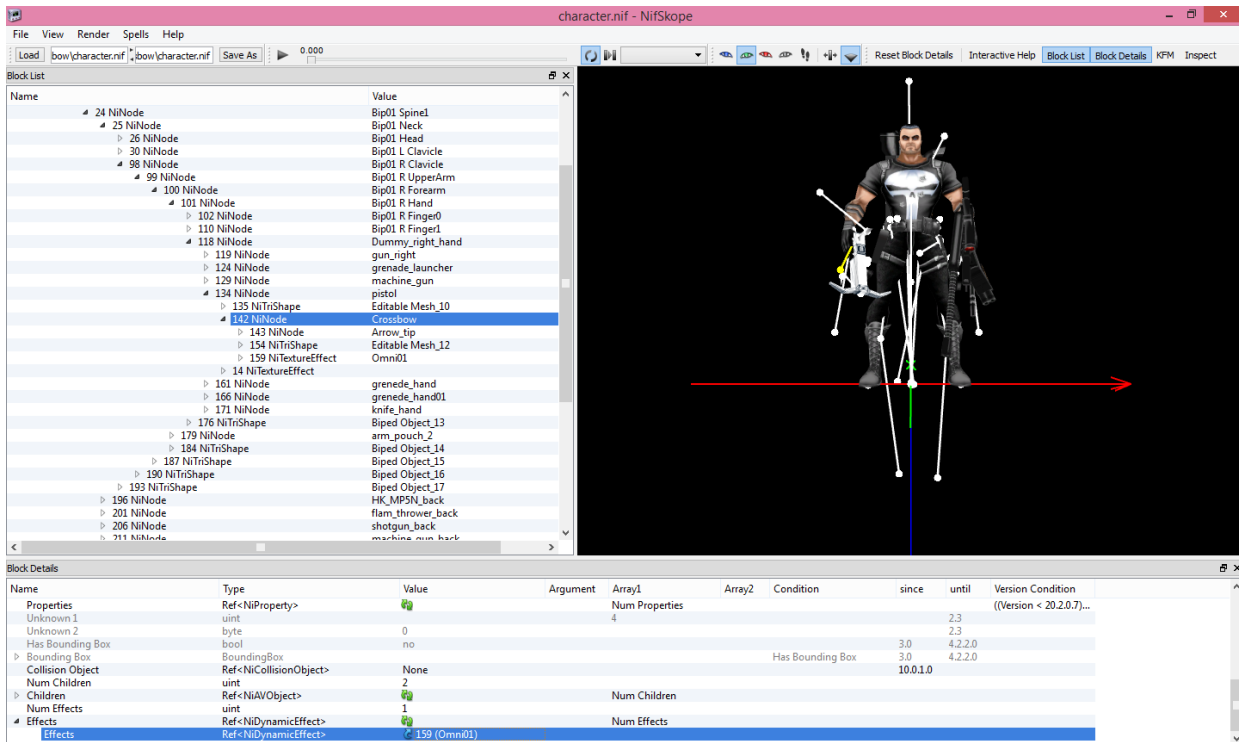 character.nif - NifSkope
File View Render Spells Help
Load bow\character.nif bow\character.nif Save As 0.000 Reset Block Details Interactive Help Block List Block Details KFM Inspect
Block List
Name Value
24 NiNode Bip01 Spine1
25 NiNode Bip01 Neck
26 NiNode Bip01 Head
30 NiNode Bip01 L Clavicle
98 NiNode Bip01 R Clavicle
99 NiNode Bip01 R UpperArm
100 NiNode Bip01 R Forearm
101 NiNode Bip01 R Hand
102 NiNode Bip01 R Finger0
110 NiNode Bip01 R Finger1
118 NiNode Dummy_right_hand
119 NiNode gun_right
124 NiNode grenade_launcher
129 NiNode machine_gun
134 NiNode pistol
135 NiTriShape Editable Mesh_10
142 NiNode Crossbow
143 NiNode Arrow_tip
154 NiTriShape Editable Mesh_12
159 NiTextureEffect Omni01
14 NiTextureEffect
161 NiNode grenede_hand
166 NiNode grenede_hand01
171 NiNode knife_hand
176 NiTriShape Biped Object_13
179 NiNode arm_pouch_2
184 NiTriShape Biped Object_14
187 NiTriShape Biped Object_15
190 NiTriShape Biped Object_16
193 NiTriShape Biped Object_17
196 NiNode HK_MP5N_back
201 NiNode flam_thrower_back
206 NiNode shotgun_back
211 NiNode machine_gun_back
Block Details
Name Type Value Argument Array1 Array2 Condition since until Version Condition
Properties Ref<NiProperty> Num Properties ((Version < 20.2.0.7)...
Unknown 1 uint 4 2.3
Unknown 2 byte 0 2.3
Has Bounding Box bool no 3.0 4.2.2.0
Bounding Box BoundingBox Has Bounding Box 3.0 4.2.2.0
Collision Object Ref<NiCollisionObject> None 10.0.1.0
Num Children uint 2
Children Ref<NiAVObject> Num Children
Num Effects uint 1
Effects Ref<NiDynamicEffect> Num Effects
Effects Ref<NiDynamicEffect> 159 (Omni01)